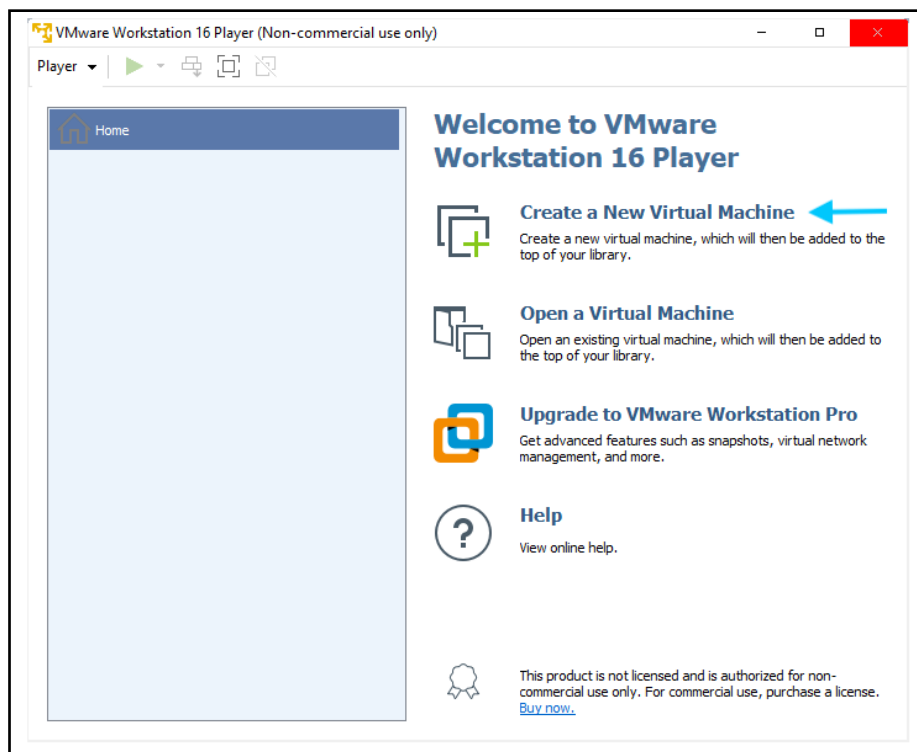 VMware Workstation 16 Player (Non-commercial use only)
Player
Home
Welcome to VMware
Workstation 16 Player
Create a New Virtual Machine
Create a new virtual machine, which will then be added to the
top of your library.
Open a Virtual Machine
Open an existing virtual machine, which will then be added to
the top of your library.
Upgrade to VMware Workstation Pro
Get advanced features such as snapshots, virtual network
management, and more.
Help
View online help.
This product is not licensed and is authorized for non-
commercial use only. For commercial use, purchase a license.
Buy now.